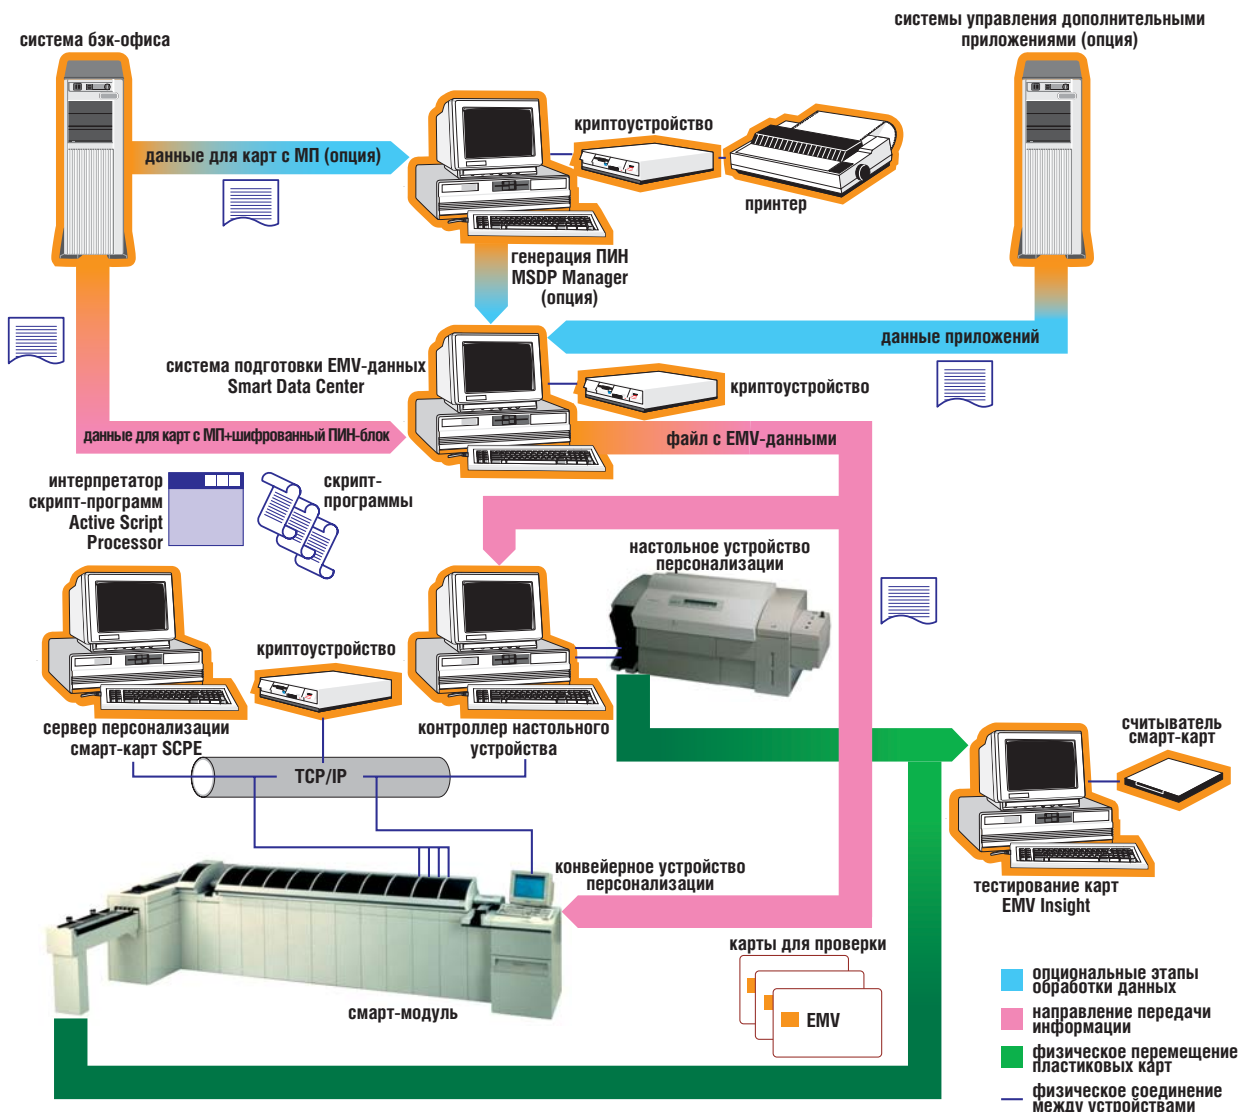 система бэк-офиса
системы управления дополнительными
приложениями (опция)
криптоустройство
данные для карт с МП (опция)
принтер
генерация ПИН
MSDP Manager
(опция)
данные приложений
система подготовки EMV-данных
Smart Data Center
криптоустройство
данные для карт с МП+шифрованный ПИН-блок
файл с EMV-данными
интерпретатор
скрипт-программ
Active Script
Processor
скрипт-
программы
настольное устройство
персонализации
криптоустройство
сервер персонализации
смарт-карт SCPE
контроллер настольного
устройства
считыватель
смарт-карт
TCP/IP
конвейерное устройство
персонализации
тестирование карт
EMV Insight
карты для проверки
EMV
смарт-модуль
опциональные этапы
обработки данных
направление передачи
информации
физическое перемещение
пластиковых карт
физическое соединение
между устройствами